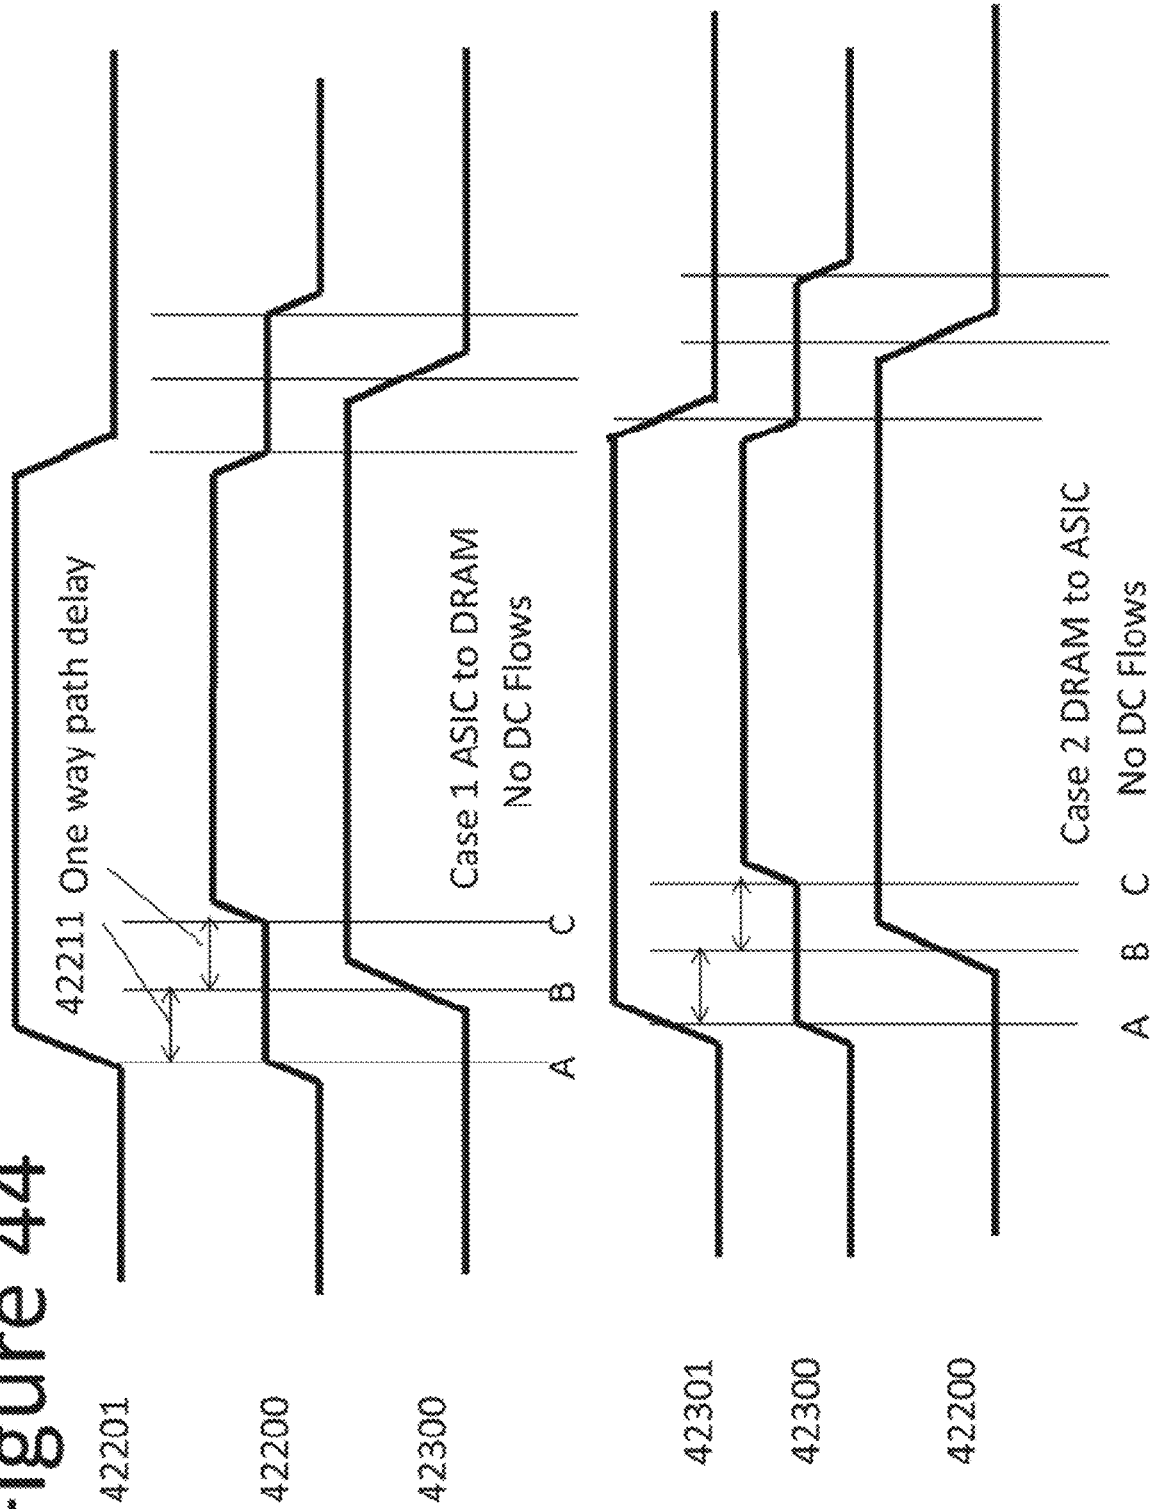 Figure 44
42201
42211 One way path delay
42200
42300
A
B
C
Case 1 ASIC to DRAM
No DC Flows
42301
42300
42200
A
B
C
Case 2 DRAM to ASIC
No DC Flows